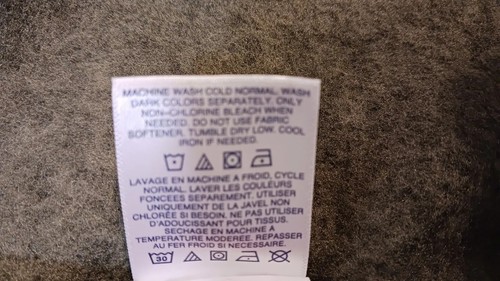 MACHINE WASH COLD NORMAL, WASH
DARK COLORS SEPARATELY. ONLY
NON-CHLORINE BLEACH WHEN
NEEDED. DO NOT USE FABRIC
SOFTENER, TUMBLE DRY LOW. COOL
IRON IF NEEDED.
LAVAGE EN MACHINE A FROID, CYCLE
NORMAL. LAVER LES COULEURS
FONCEES SEPAREMENT. UTILISER
UNIQUEMENT DE LA JAVEL NON
CHLORÉE SI BESOIN. NE PAS UTILISER
D'ADOUCISSANT POUR TISSUS.
SECHAGE EN MACHINE À
TEMPERATURE MODEREE. REPASSER
AU FER FROID SI NECESSAIRE.
30